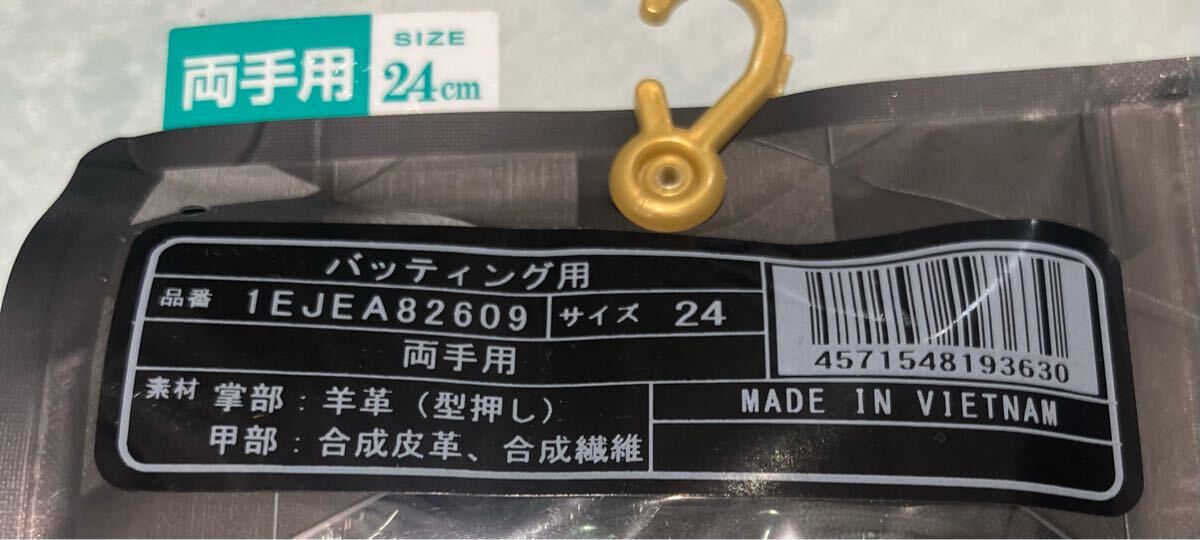 両手用
SIZE
24cm
バッティング用
品番 1EJEA82609 サイズ 24
両手用
素材 掌部：羊革（型押し）
甲部：合成皮革、合成繊維
4571548193630
MADE IN VIETNAM